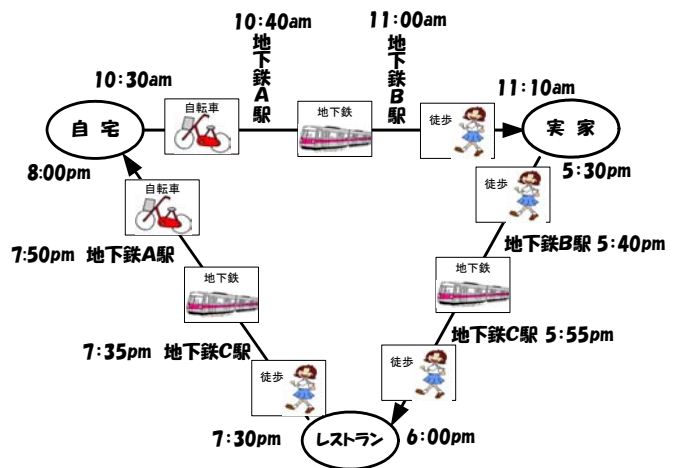 10:40am
地下鉄A駅
11:00am
地下鉄B駅
10:30am
11:10am
自転車
地下鉄
徒歩
自 宅
実 家
8:00pm
5:30pm
自転車
徒歩
7:50pm 地下鉄A駅
地下鉄B駅 5:40pm
地下鉄
地下鉄
7:35pm 地下鉄C駅
地下鉄C駅 5:55pm
徒歩
徒歩
7:30pm
レストラン
6:00pm